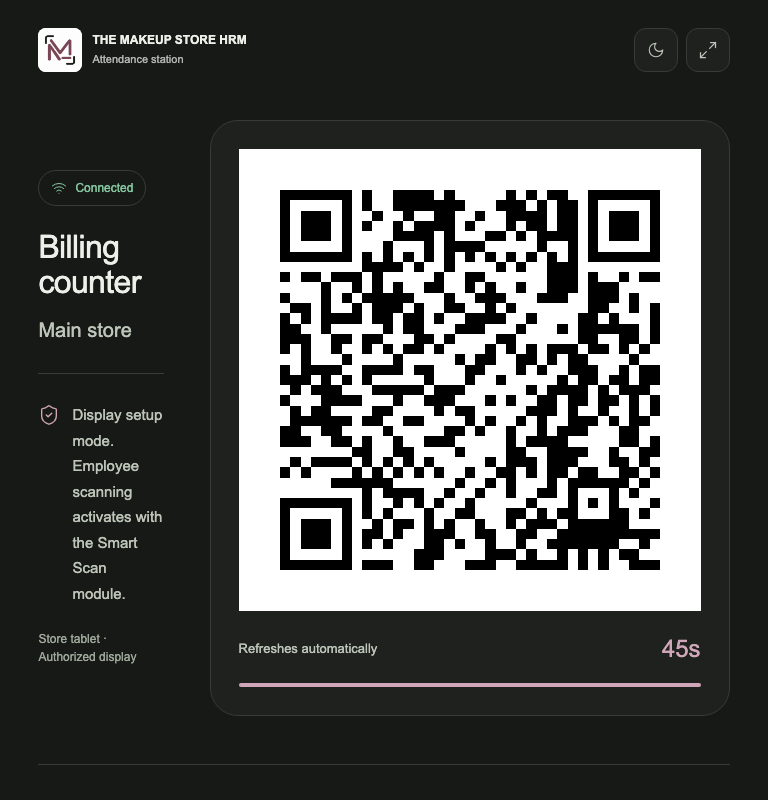 THE MAKEUP STORE HRM
Attendance station
Connected
Billing
counter
Main store
Display setup
mode.
Employee
scanning
activates with
the Smart
Scan
module.
Store tablet ·
Authorized display
Refreshes automatically
45s